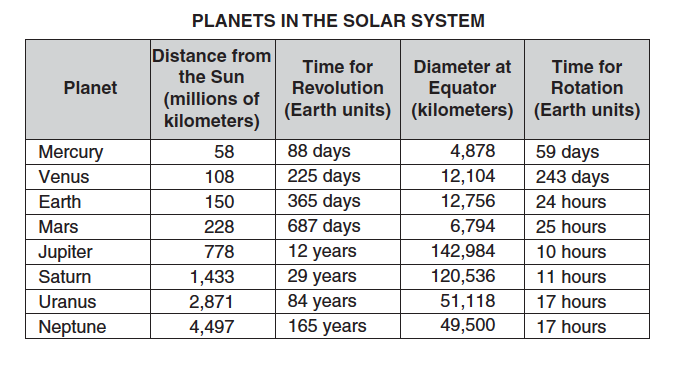 PLANETS IN THE SOLAR SYSTEM
Planet
Distance from
the Sun
(millions of
kilometers)
Time for
Revolution
(Earth units)
Diameter at
Equator
(kilometers)
Time for
Rotation
(Earth units)
Mercury 58 88 days 4,878 59 days
Venus 108 225 days 12,104 243 days
Earth 150 365 days 12,756 24 hours
Mars 228 687 days 6,794 25 hours
Jupiter 778 12 years 142,984 10 hours
Saturn 1,433 29 years 120,536 11 hours
Uranus 2,871 84 years 51,118 17 hours
Neptune 4,497 165 years 49,500 17 hours